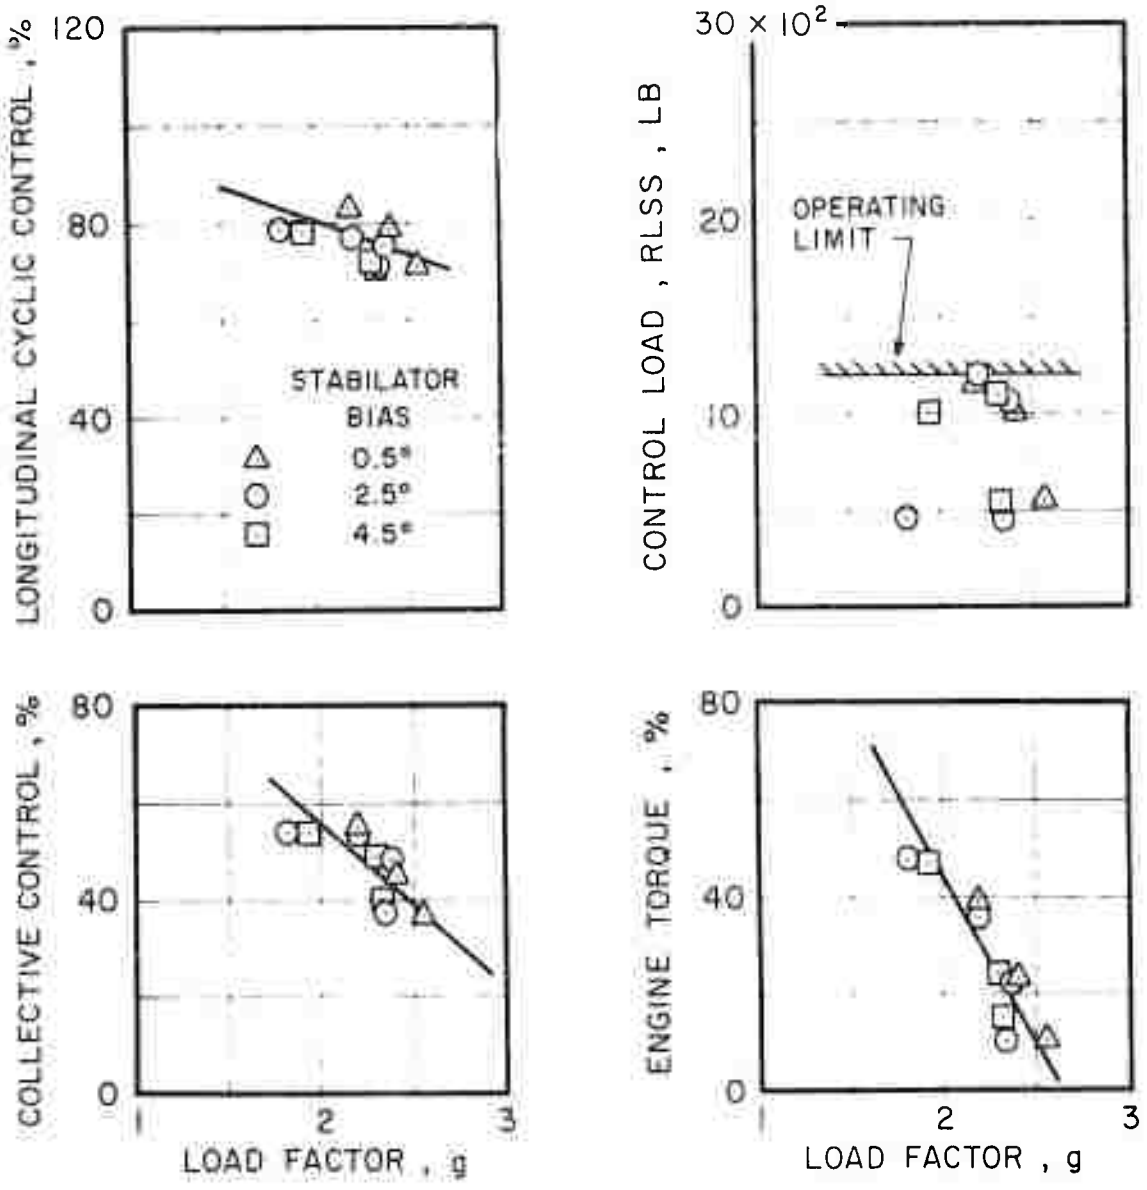 LONGITUDINAL CYCLIC CONTROL , %
120
80
40
0
STABILATOR
BIAS
0.5°
2.5°
4.5°
CONTROL LOAD , RLSS , LB
30 × 10²
20
10
0
OPERATING
LIMIT
COLLECTIVE CONTROL , %
80
40
0
1
2
3
LOAD FACTOR , g
ENGINE TORQUE , %
80
40
0
1
2
3
LOAD FACTOR , g